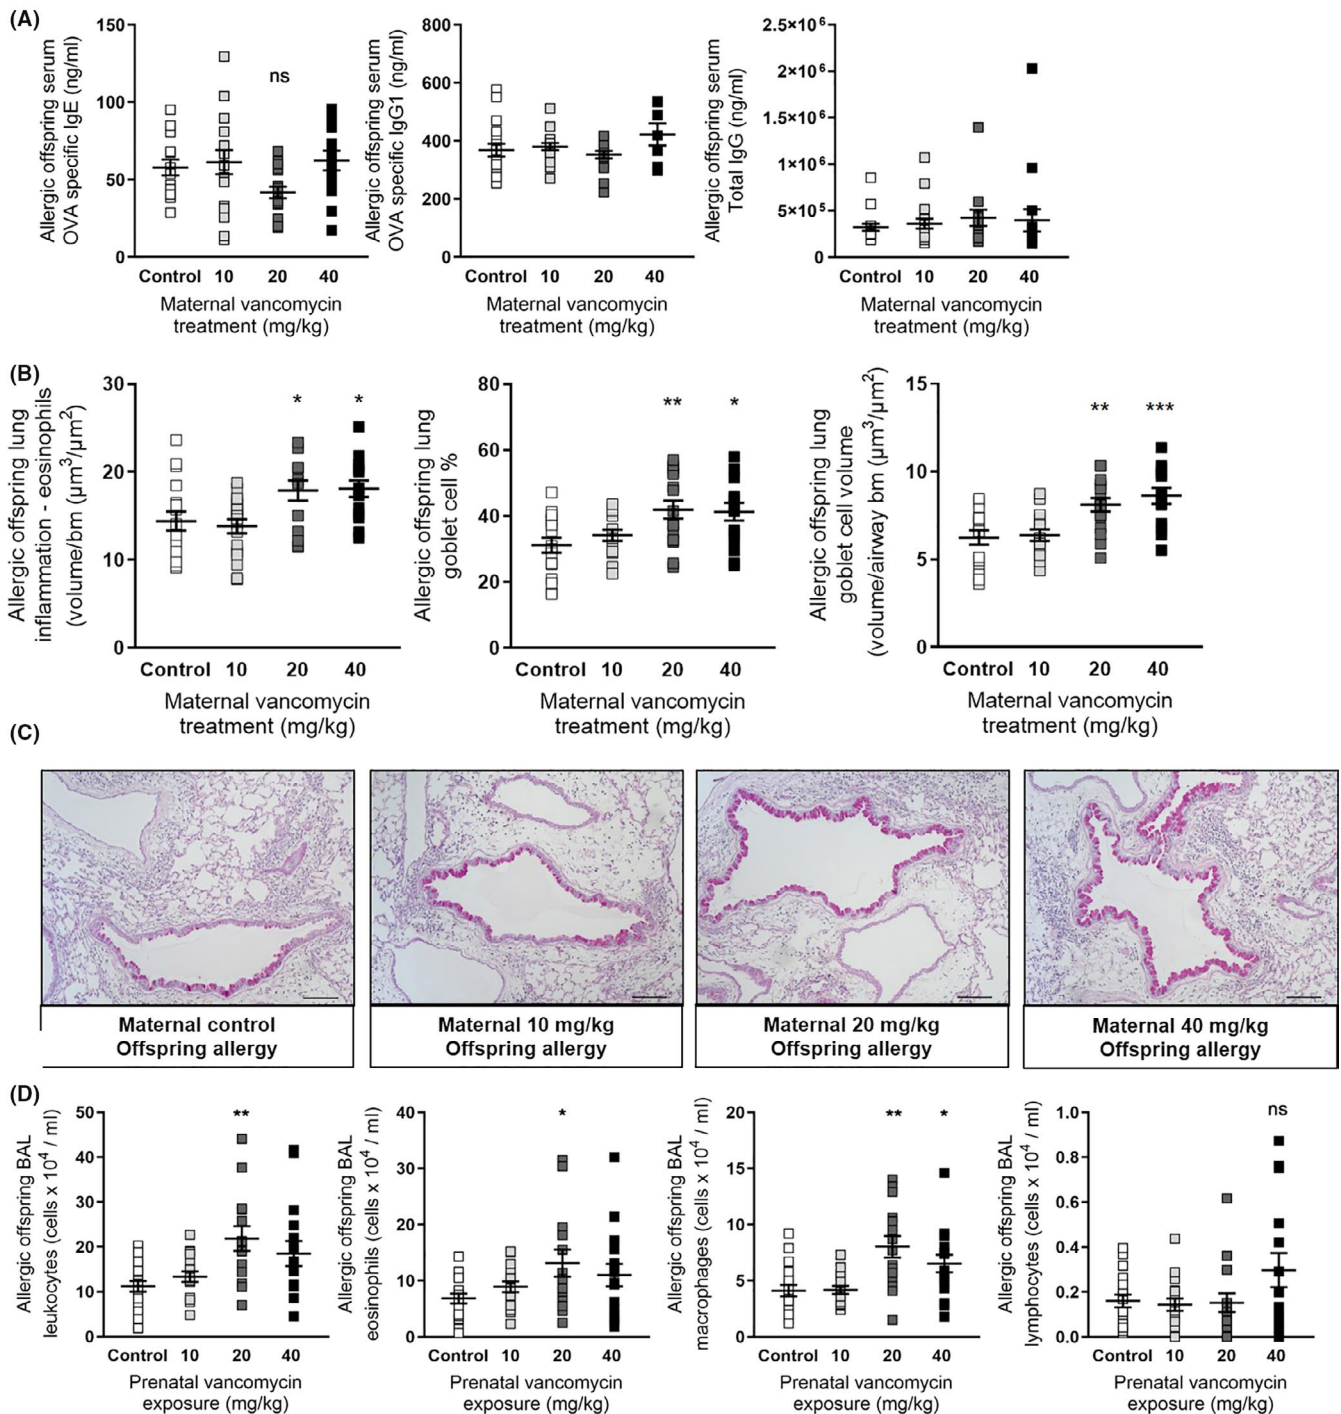 (A)
Allergic offspring serum
OVA specific IgE (ng/ml)
150
100
50
0
ns
Control 10 20 40
Maternal vancomycin
treatment (mg/kg)
Allergic offspring serum
OVA specific IgG1 (ng/ml)
800
600
400
200
0
Control 10 20 40
Maternal vancomycin
treatment (mg/kg)
Allergic offspring serum
Total IgG (ng/ml)
2.5×10⁶
2×10⁶
1.5×10⁶
1×10⁶
5×10⁵
0
Control 10 20 40
Maternal vancomycin
treatment (mg/kg)
(B)
Allergic offspring lung
inflammation - eosinophils
(volume/bm (µm³/µm²)
30
20
10
0
* *
Control 10 20 40
Maternal vancomycin
treatment (mg/kg)
Allergic offspring lung
goblet cell %
80
60
40
20
0
** *
Control 10 20 40
Maternal vancomycin
treatment (mg/kg)
Allergic offspring lung
goblet cell volume
(volume/airway bm (µm³/µm²)
15
10
5
0
** ***
Control 10 20 40
Maternal vancomycin
treatment (mg/kg)
(C)
Maternal control
Offspring allergy
Maternal 10 mg/kg
Offspring allergy
Maternal 20 mg/kg
Offspring allergy
Maternal 40 mg/kg
Offspring allergy
(D)
Allergic offspring BAL
leukocytes (cells x 10⁴ / ml)
50
40
30
20
10
0
**
Control 10 20 40
Prenatal vancomycin
exposure (mg/kg)
Allergic offspring BAL
eosinophils (cells x 10⁴ / ml)
40
30
20
10
0
*
Control 10 20 40
Prenatal vancomycin
exposure (mg/kg)
Allergic offspring BAL
macrophages (cells x 10⁴ / ml)
20
15
10
5
0
** *
Control 10 20 40
Prenatal vancomycin
exposure (mg/kg)
Allergic offspring BAL
lymphocytes (cells x 10⁴ / ml)
1.0
0.8
0.6
0.4
0.2
0.0
ns
Control 10 20 40
Prenatal vancomycin
exposure (mg/kg)